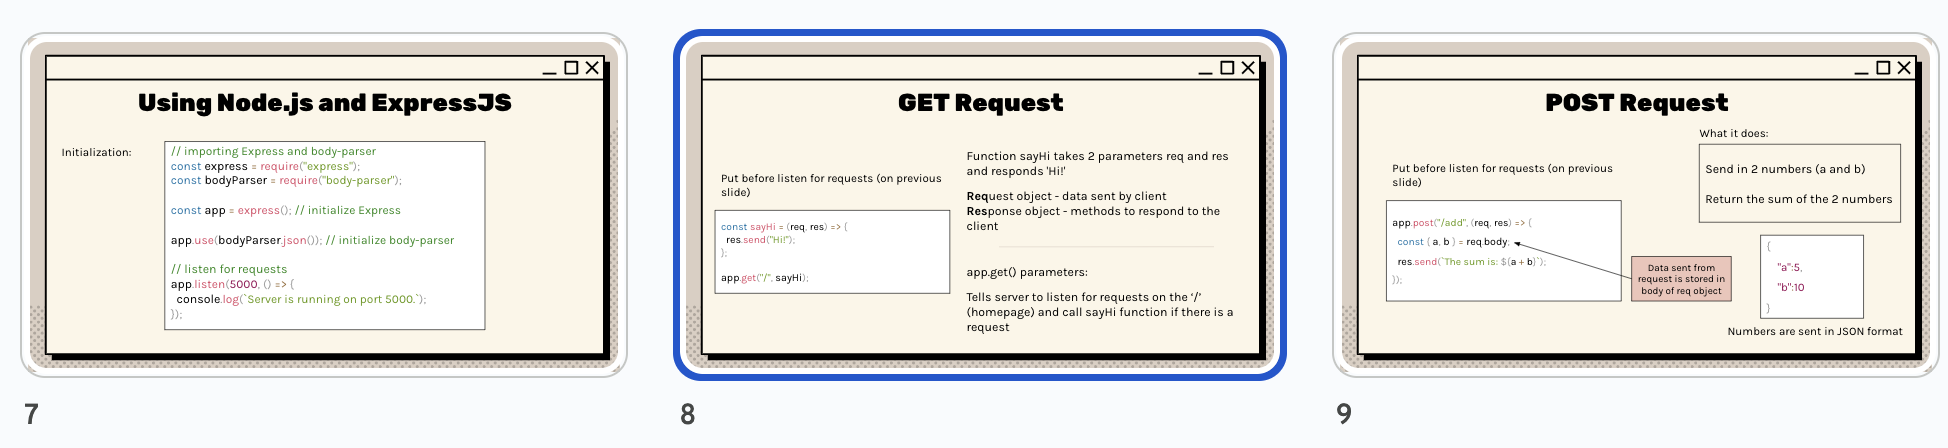 Using Node.js and ExpressJS
Initialization:
// importing Express and body-parser
const express = require("express");
const bodyParser = require("body-parser");
const app = express(); // initialize Express
app.use(bodyParser.json()); // initialize body-parser
// listen for requests
app.listen(5000, () => {
console.log(`Server is running on port 5000.`);
});
7
GET Request
Put before listen for requests (on previous
slide)
const sayHi = (req, res) => {
res.send("Hi!");
};
app.get("/", sayHi);
Function sayHi takes 2 parameters req and res
and responds 'Hi!'
Request object - data sent by client
Response object - methods to respond to the
client
app.get() parameters:
Tells server to listen for requests on the ‘/’
(homepage) and call sayHi function if there is a
request
8
POST Request
What it does:
Send in 2 numbers (a and b)
Return the sum of the 2 numbers
Put before listen for requests (on previous
slide)
app.post("/add", (req, res) => {
const { a, b } = req.body;
res.send(`The sum is: ${a + b}`);
});
Data sent from
request is stored in
body of req object
{
"a":5,
"b":10
}
Numbers are sent in JSON format
9